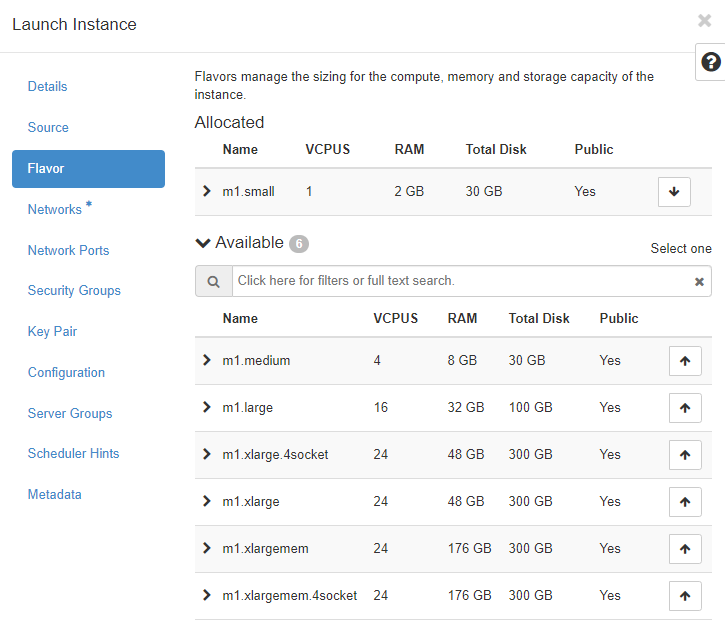 Launch Instance
×
Details
Source
Flavor
Networks *
Network Ports
Security Groups
Key Pair
Configuration
Server Groups
Scheduler Hints
Metadata
?
Flavors manage the sizing for the compute, memory and storage capacity of the
instance.
Allocated
Name VCPUS RAM Total Disk Public
m1.small 1 2 GB 30 GB Yes
Available 6
Select one
Click here for filters or full text search.
Name VCPUS RAM Total Disk Public
m1.medium 4 8 GB 30 GB Yes
m1.large 16 32 GB 100 GB Yes
m1.xlarge.4socket 24 48 GB 300 GB Yes
m1.xlarge 24 48 GB 300 GB Yes
m1.xlargemem 24 176 GB 300 GB Yes
m1.xlargemem.4socket 24 176 GB 300 GB Yes